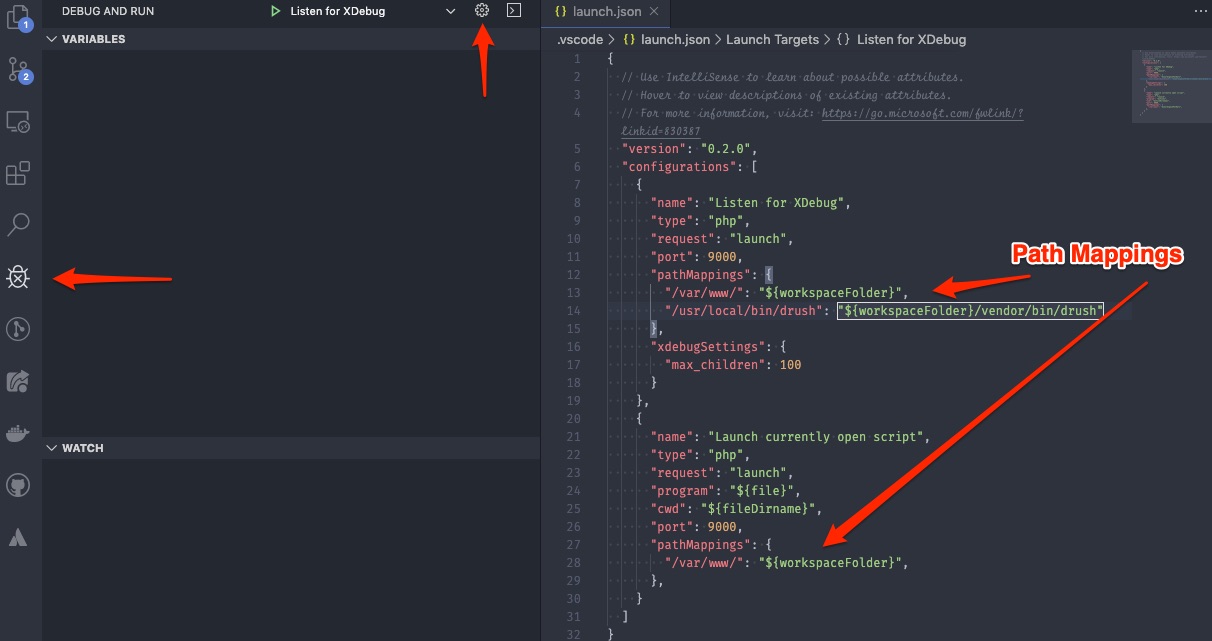 DEBUG AND RUN
Listen for XDebug
VARIABLES
WATCH
1
2
{} launch.json
.vscode > {} launch.json > Launch Targets > {} Listen for XDebug
1 {
2 // Use IntelliSense to learn about possible attributes.
3 // Hover to view descriptions of existing attributes.
4 // For more information, visit: https://go.microsoft.com/fwlink/?
linkid=830387
5 "version": "0.2.0",
6 "configurations": [
7 {
8 "name": "Listen for XDebug",
9 "type": "php",
10 "request": "launch",
11 "port": 9000,
12 "pathMappings": {
13 "/var/www/": "${workspaceFolder}",
14 "/usr/local/bin/drush": "${workspaceFolder}/vendor/bin/drush"
15 },
16 "xdebugSettings": {
17 "max_children": 100
18 }
19 },
20 {
21 "name": "Launch currently open script",
22 "type": "php",
23 "request": "launch",
24 "program": "${file}",
25 "cwd": "${fileDirname}",
26 "port": 9000,
27 "pathMappings": {
28 "/var/www/": "${workspaceFolder}",
29 },
30 }
31 ]
32 }
Path Mappings